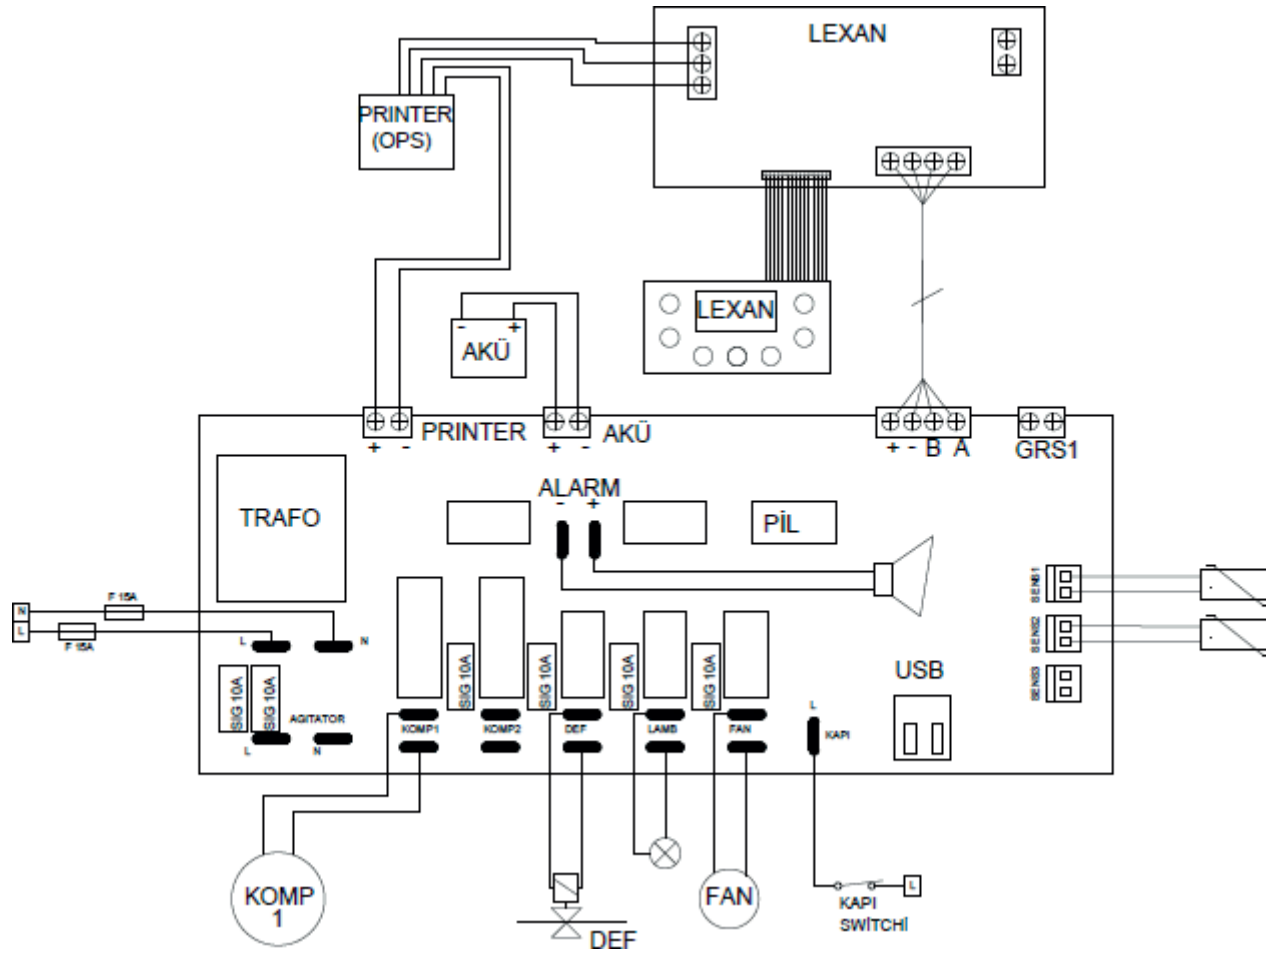 LEXAN
PRINTER
(OPS)
LEXAN
- +
AKÜ
+ -
PRINTER
+ -
AKÜ
+ - B A
GRS1
TRAFO
ALARM
- +
PİL
SENS1
SENS2
SENS3
N
L
F 15A
F 15A
L
N
SIG 10A
SIG 10A
SIG 10A
SIG 10A
SIG 10A
SIG 10A
USB
AGITATOR
L
N
KOMP1
KOMP2
DEF
LAMB
FAN
L
KAPI
KOMP
1
DEF
FAN
L
KAPI
SWİTCHİ